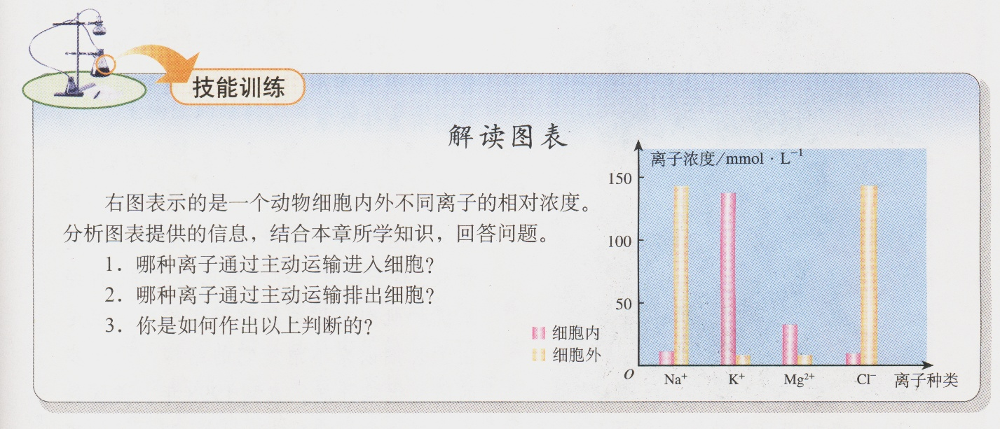 技能训练
解读图表
右图表示的是一个动物细胞内外不同离子的相对浓度。
分析图表提供的信息，结合本章所学知识，回答问题。
1．哪种离子通过主动运输进入细胞？
2．哪种离子通过主动运输排出细胞？
3．你是如何作出以上判断的？
离子浓度/mmol · L⁻¹
150
100
50
O
细胞内
细胞外
Na⁺ K⁺ Mg²⁺ Cl⁻ 离子种类